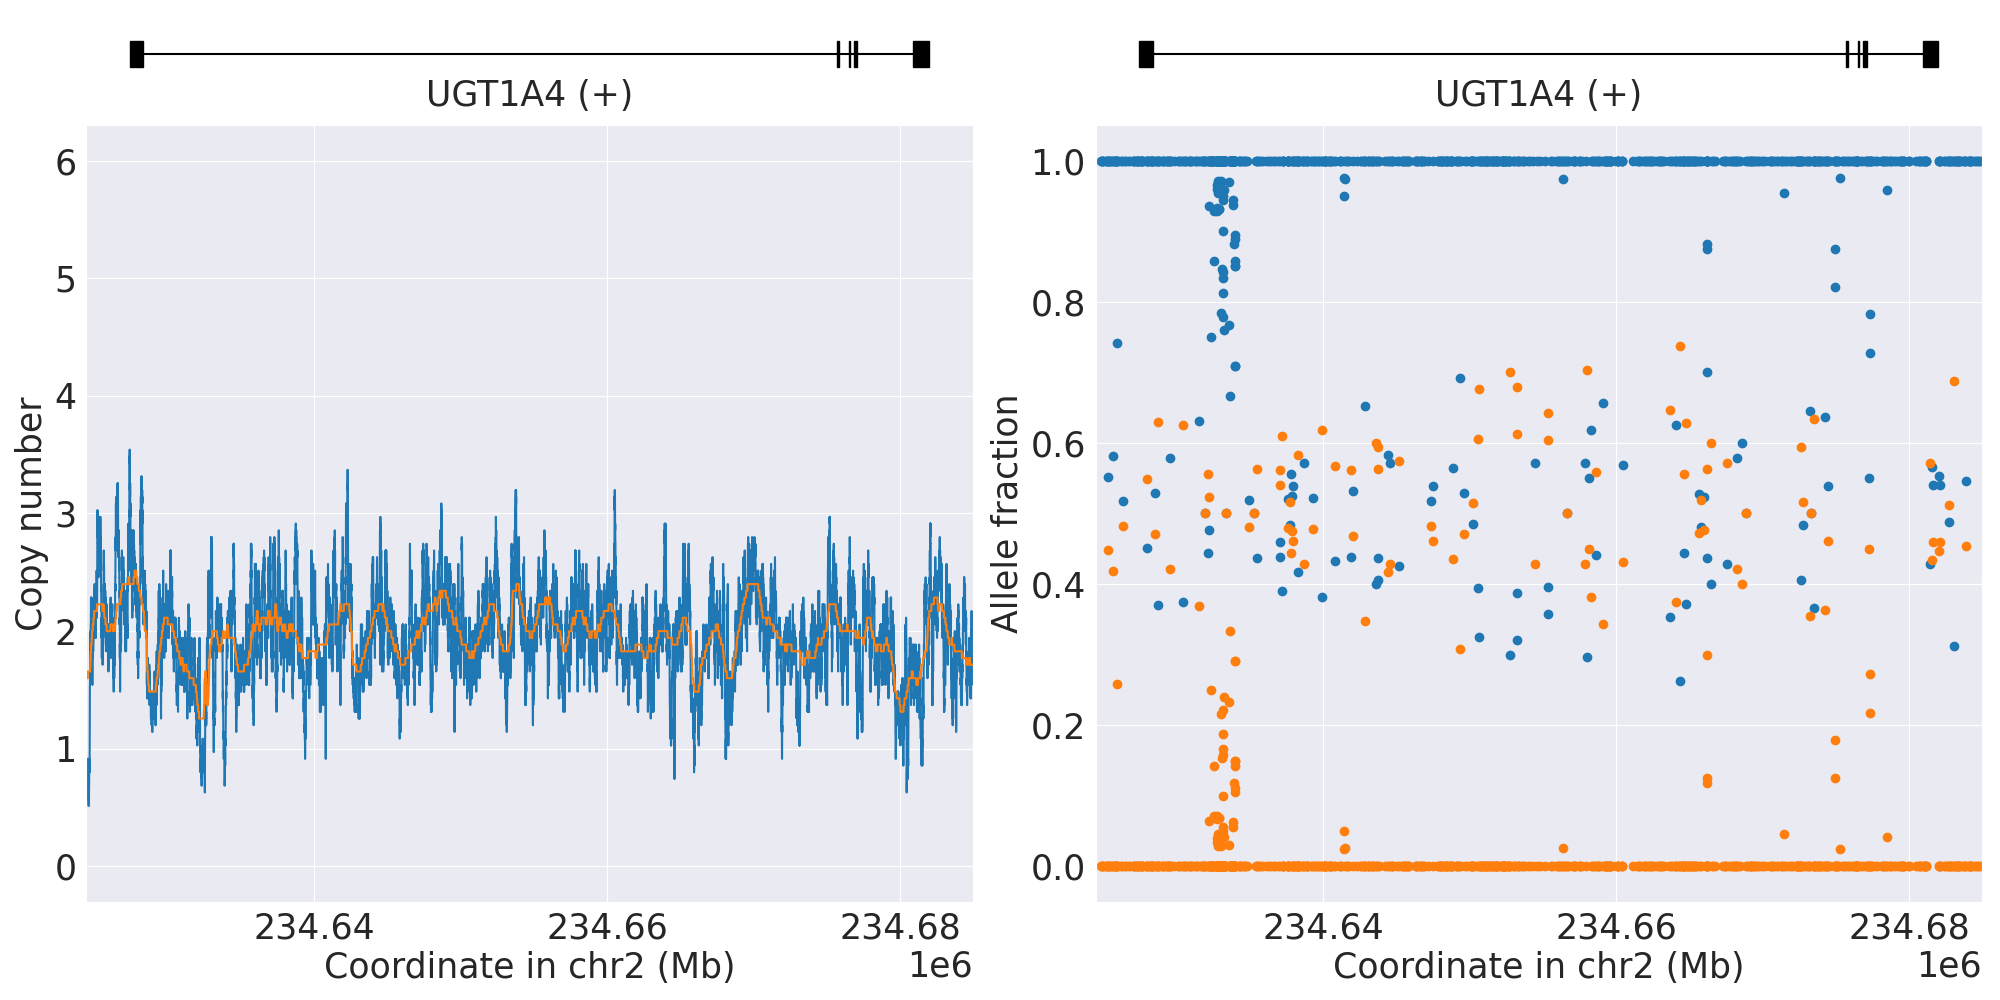 UGT1A4 (+)
6
5
4
3
2
1
0
Copy number
234.64 234.66 234.68
1e6
Coordinate in chr2 (Mb)
UGT1A4 (+)
1.0
0.8
0.6
0.4
0.2
0.0
Allele fraction
234.64 234.66 234.68
1e6
Coordinate in chr2 (Mb)